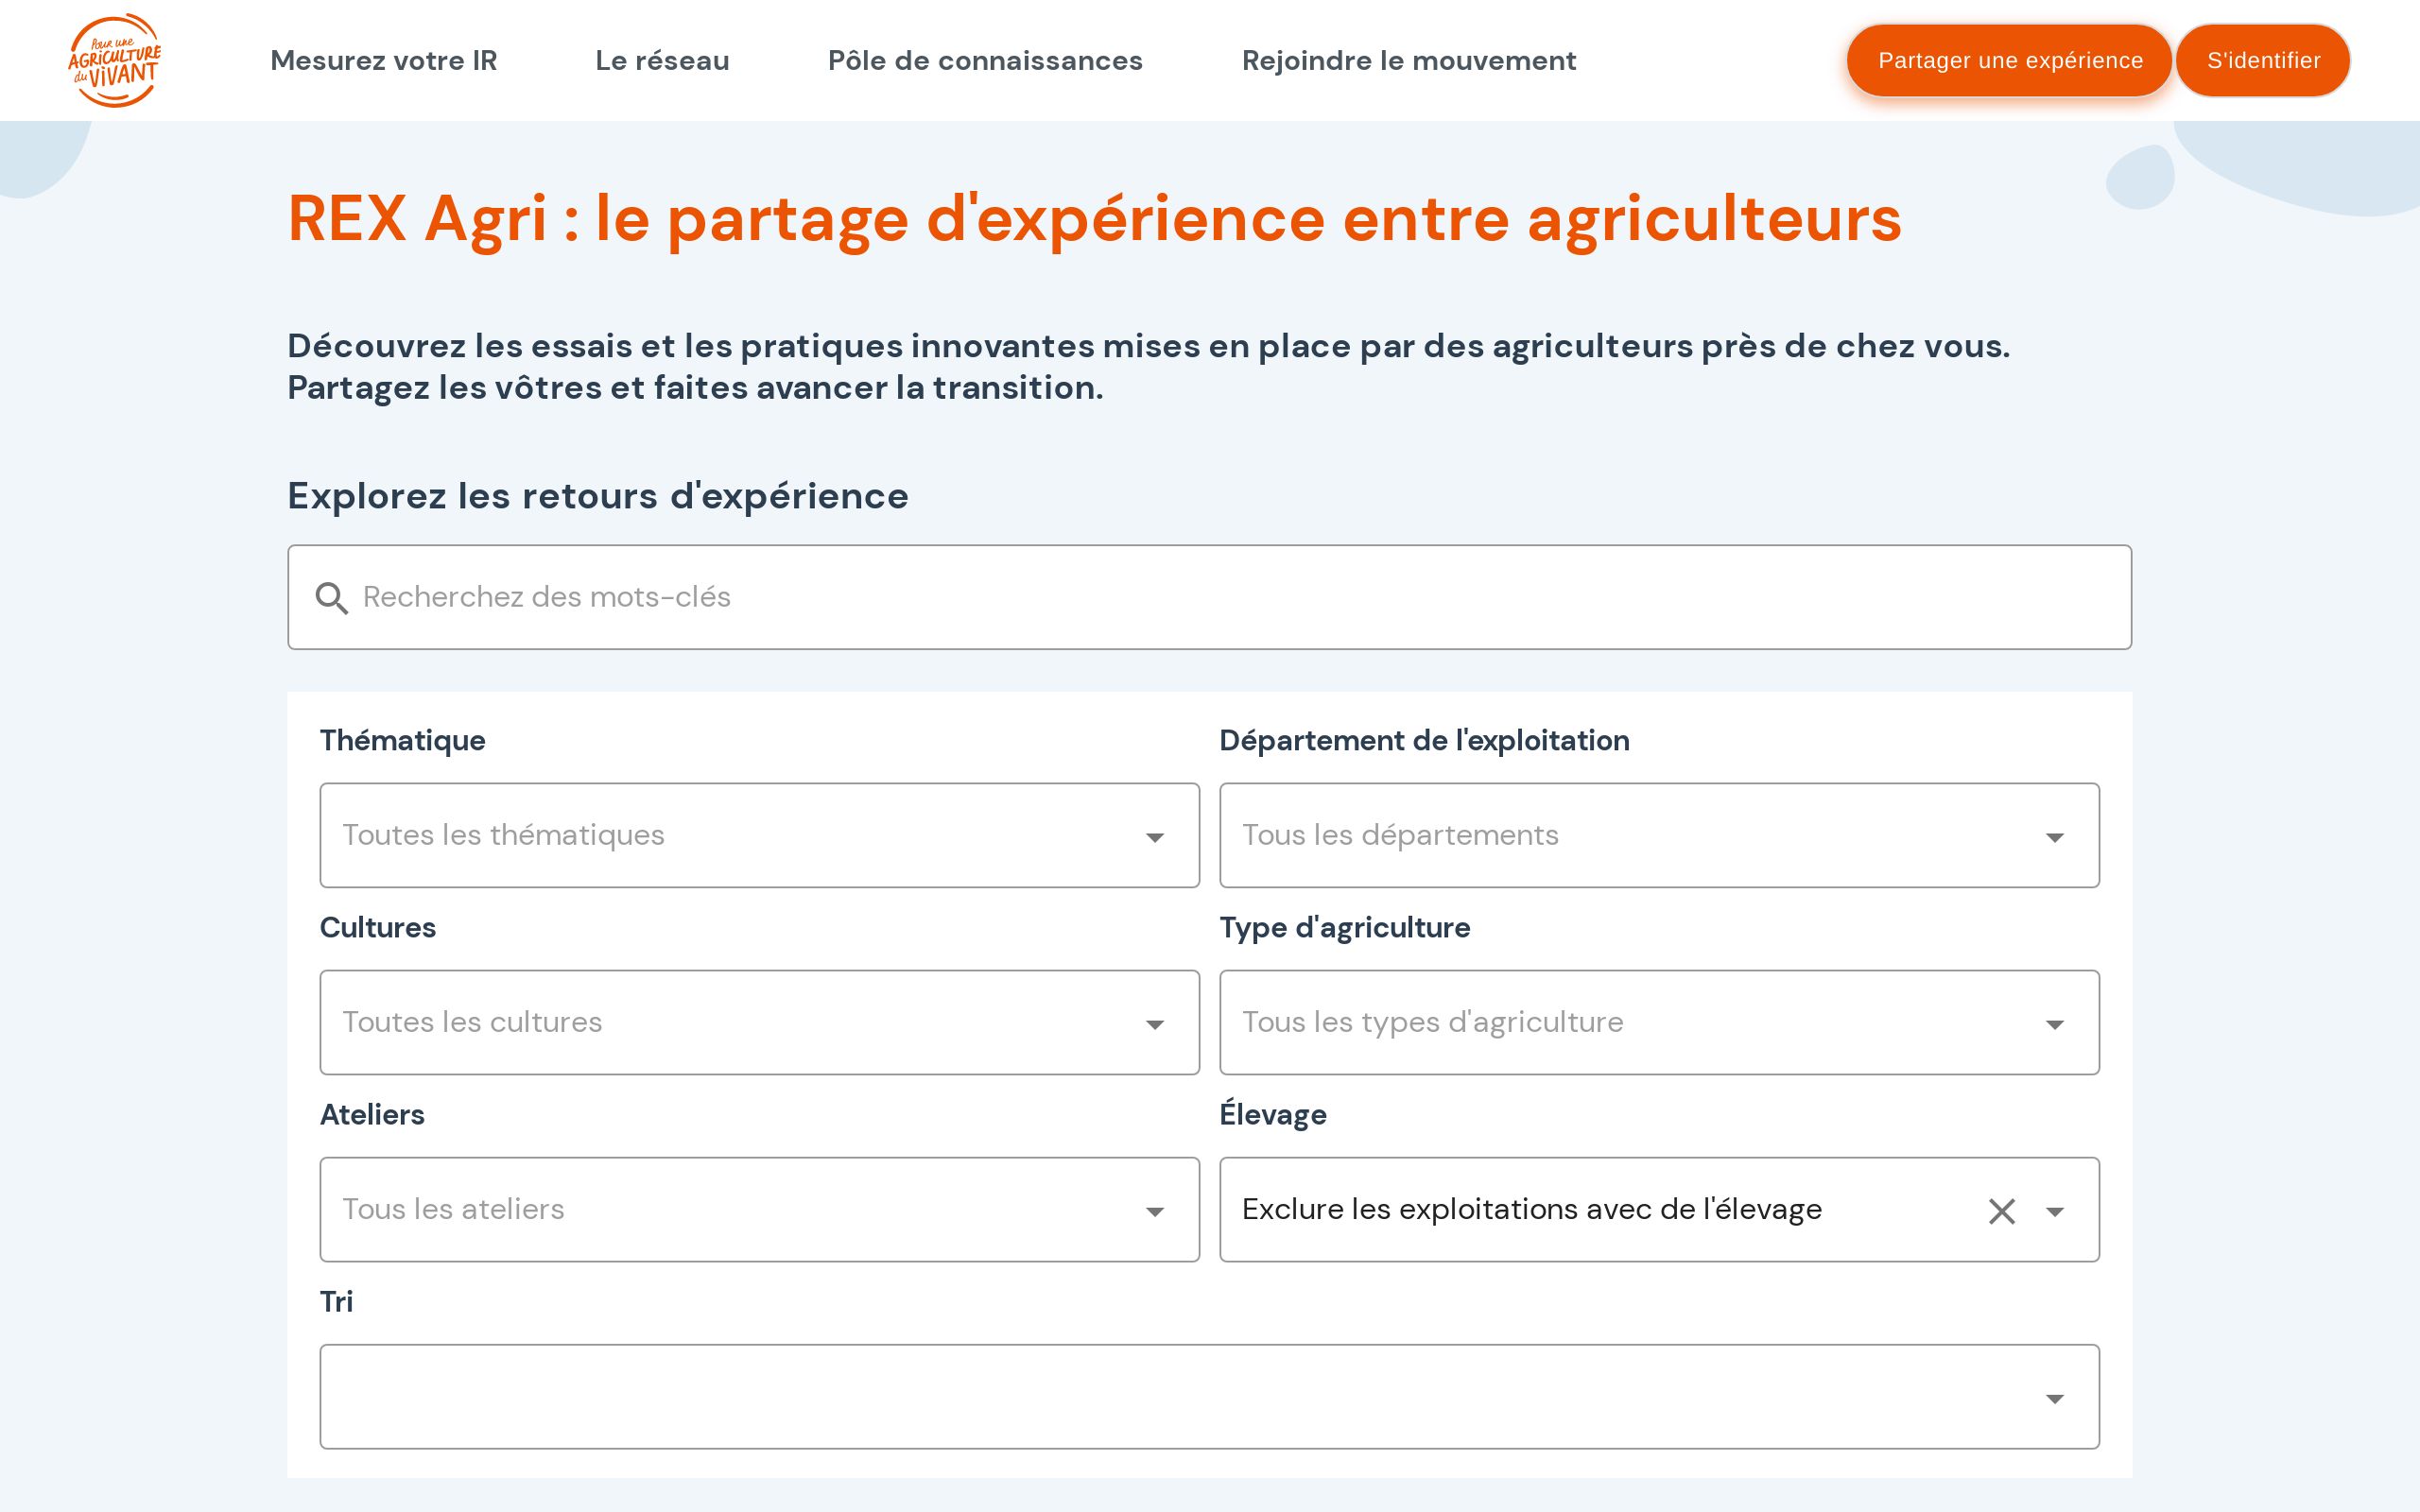 Pour une
AGRICULTURE
du VIVANT
Mesurez votre IR
Le réseau
Pôle de connaissances
Rejoindre le mouvement
Partager une expérience
S'identifier
REX Agri : le partage d'expérience entre agriculteurs
Découvrez les essais et les pratiques innovantes mises en place par des agriculteurs près de chez vous.
Partagez les vôtres et faites avancer la transition.
Explorez les retours d'expérience
Recherchez des mots-clés
Thématique
Toutes les thématiques
Département de l'exploitation
Tous les départements
Cultures
Toutes les cultures
Type d'agriculture
Tous les types d'agriculture
Ateliers
Tous les ateliers
Élevage
Exclure les exploitations avec de l'élevage
Tri